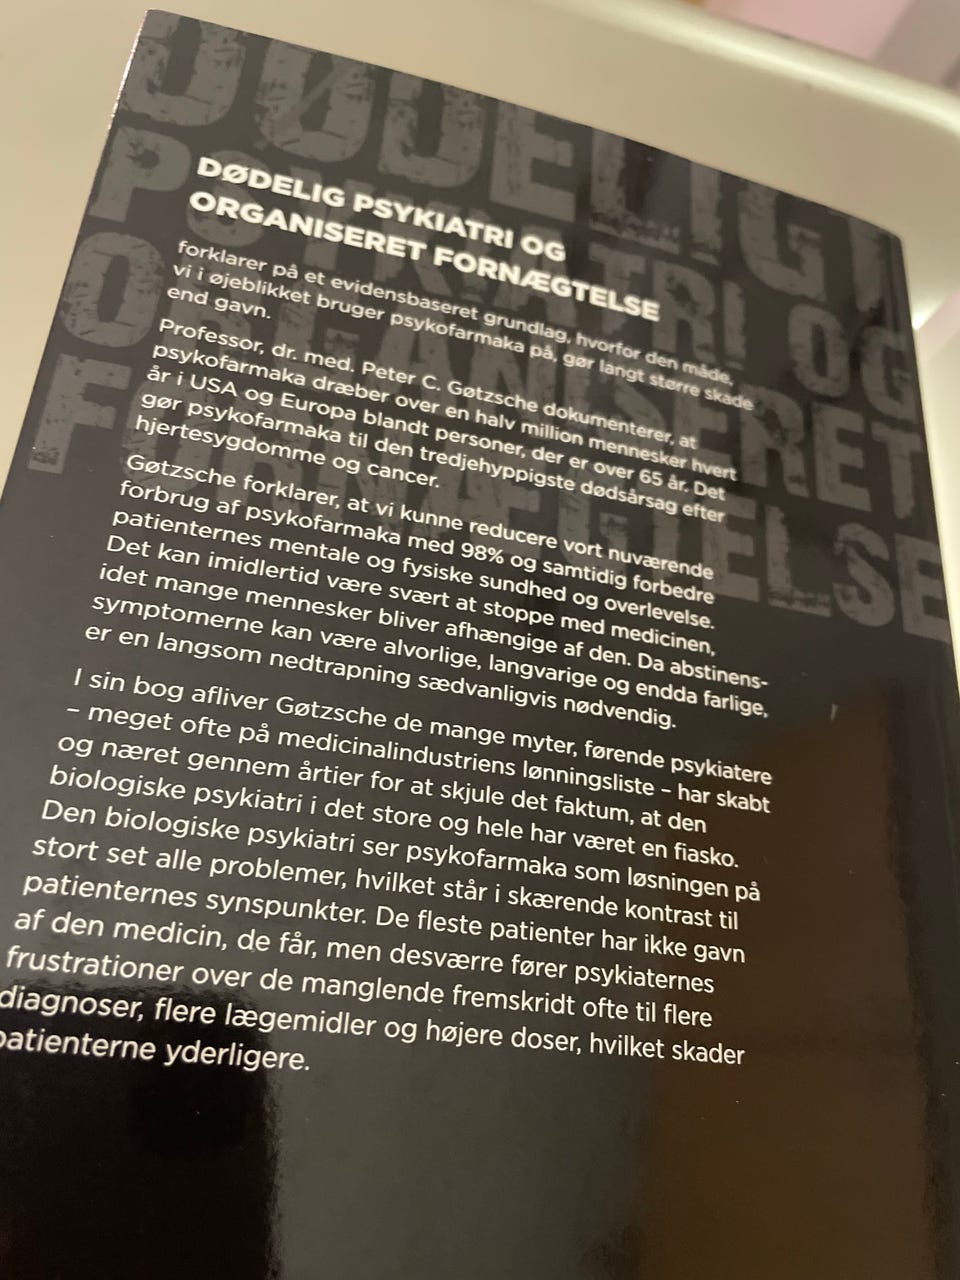 DØDELIGT
PSYKIATRI OG
ORGANISERET
FORNÆGTELSE
DØDELIG PSYKIATRI OG
ORGANISERET FORNÆGTELSE
forklarer på et evidensbaseret grundlag, hvorfor den måde,
vi i øjeblikket bruger psykofarmaka på, gør langt større skade
end gavn.
Professor, dr. med. Peter C. Gøtzsche dokumenterer, at
psykofarmaka dræber over en halv million mennesker hvert
år i USA og Europa blandt personer, der er over 65 år. Det
gør psykofarmaka til den tredjehyppigste dødsårsag efter
hjertesygdomme og cancer.
Gøtzsche forklarer, at vi kunne reducere vort nuværende
forbrug af psykofarmaka med 98% og samtidig forbedre
patienternes mentale og fysiske sundhed og overlevelse.
Det kan imidlertid være svært at stoppe med medicinen,
idet mange mennesker bliver afhængige af den. Da abstinens-
symptomerne kan være alvorlige, langvarige og endda farlige,
er en langsom nedtrapning sædvanligvis nødvendig.
I sin bog afliver Gøtzsche de mange myter, førende psykiatere
– meget ofte på medicinalindustriens lønningsliste – har skabt
og næret gennem årtier for at skjule det faktum, at den
biologiske psykiatri i det store og hele har været en fiasko.
Den biologiske psykiatri ser psykofarmaka som løsningen på
stort set alle problemer, hvilket står i skærende kontrast til
patienternes synspunkter. De fleste patienter har ikke gavn
af den medicin, de får, men desværre fører psykiaternes
frustrationer over de manglende fremskridt ofte til flere
diagnoser, flere lægemidler og højere doser, hvilket skader
patienterne yderligere.